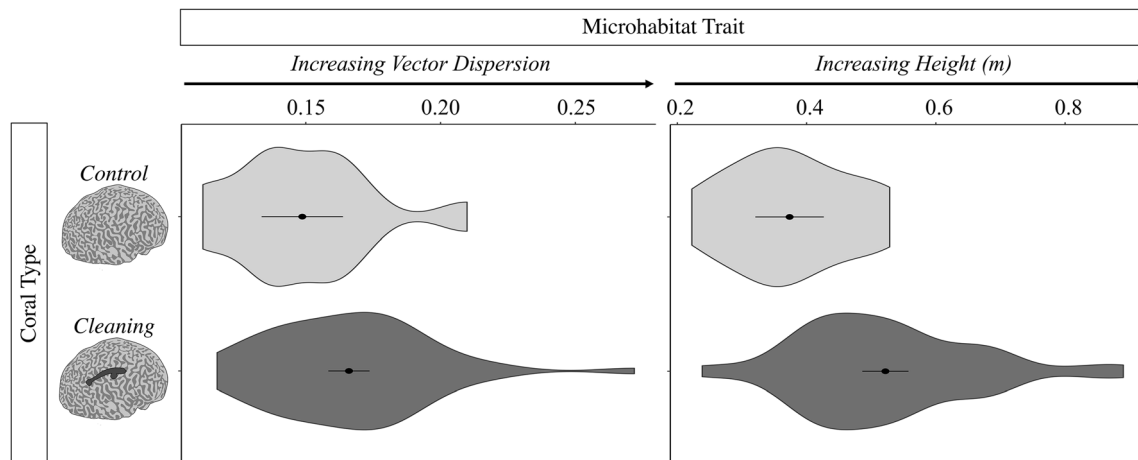 Microhabitat Trait
Increasing Vector Dispersion
Increasing Height (m)
0.15 0.20 0.25
0.2 0.4 0.6 0.8
Coral Type
Control
Cleaning